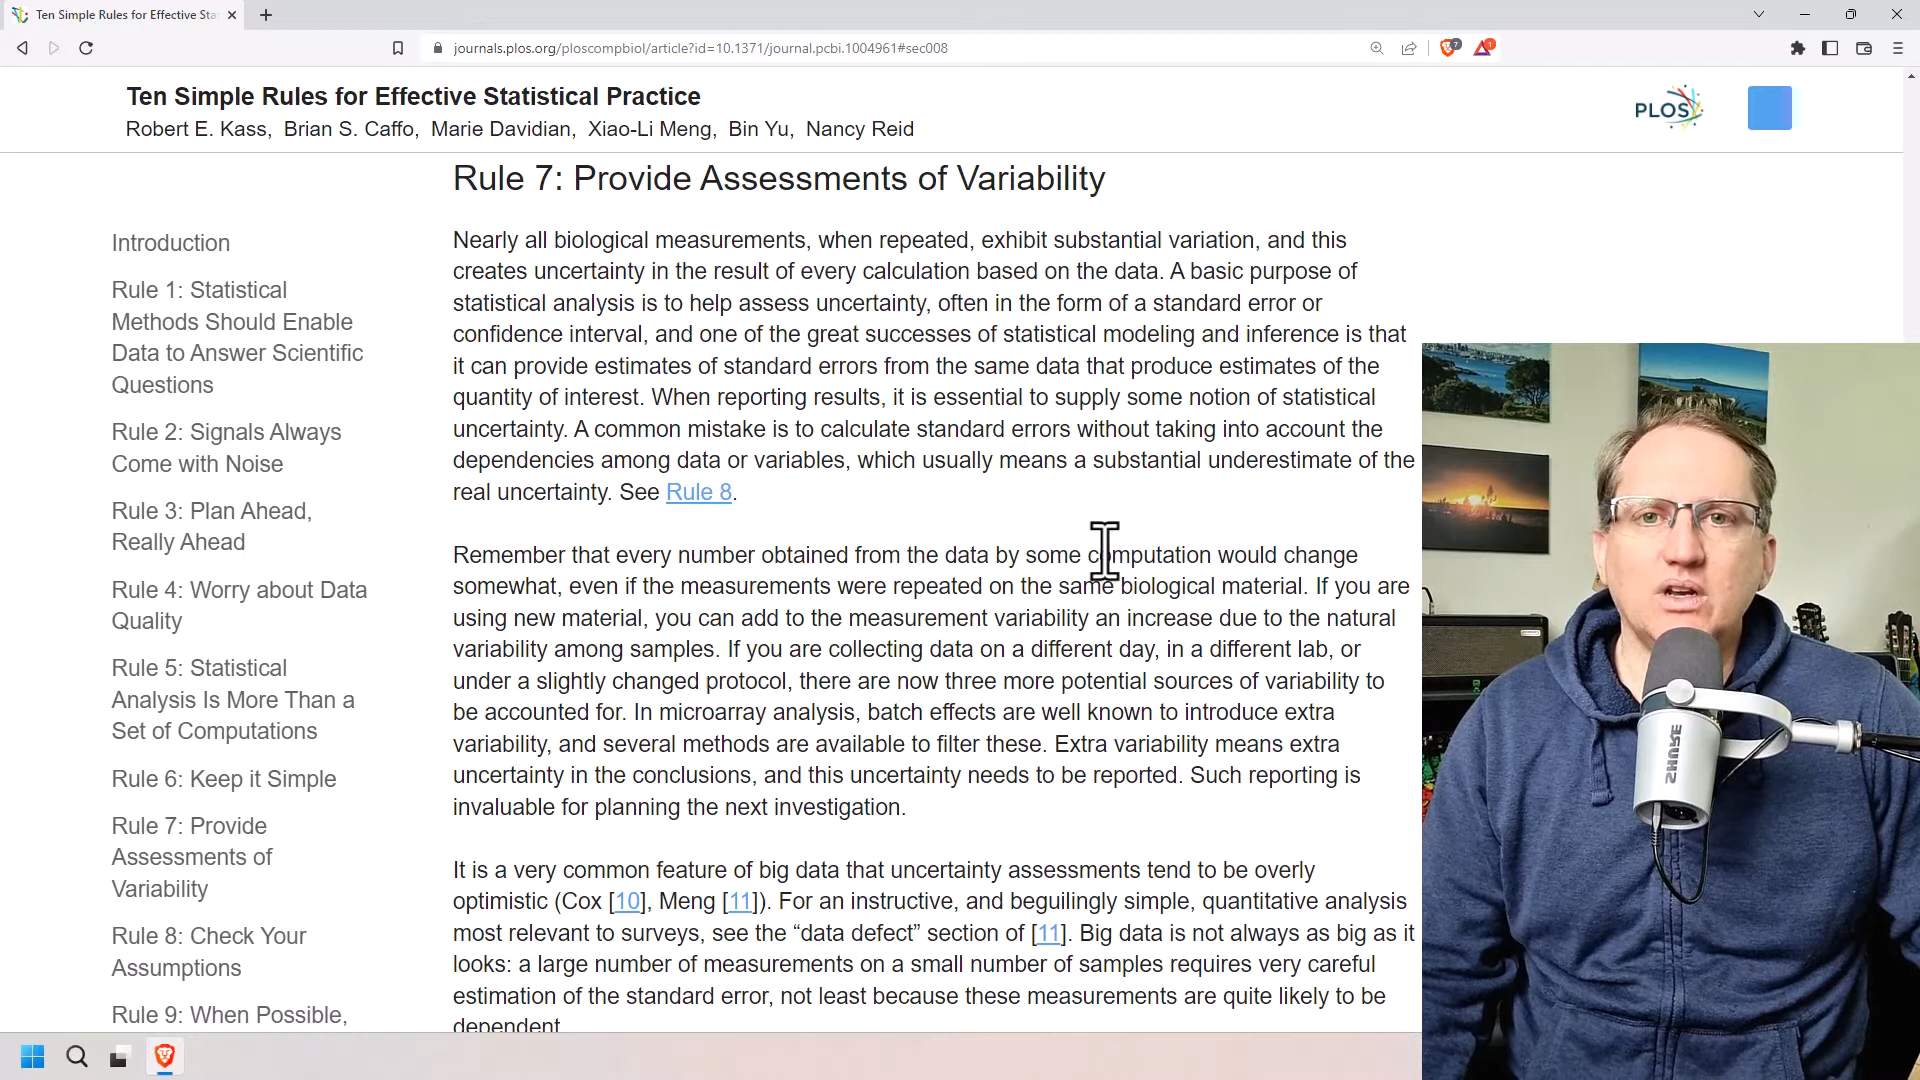 Ten Simple Rules for Effective Sta
journals.plos.org/ploscompbiol/article?id=10.1371/journal.pcbi.1004961#sec008
7
1
Ten Simple Rules for Effective Statistical Practice
Robert E. Kass, Brian S. Caffo, Marie Davidian, Xiao-Li Meng, Bin Yu, Nancy Reid
PLOS
Introduction
Rule 1: Statistical
Methods Should Enable
Data to Answer Scientific
Questions
Rule 2: Signals Always
Come with Noise
Rule 3: Plan Ahead,
Really Ahead
Rule 4: Worry about Data
Quality
Rule 5: Statistical
Analysis Is More Than a
Set of Computations
Rule 6: Keep it Simple
Rule 7: Provide
Assessments of
Variability
Rule 8: Check Your
Assumptions
Rule 9: When Possible,
Rule 7: Provide Assessments of Variability
Nearly all biological measurements, when repeated, exhibit substantial variation, and this
creates uncertainty in the result of every calculation based on the data. A basic purpose of
statistical analysis is to help assess uncertainty, often in the form of a standard error or
confidence interval, and one of the great successes of statistical modeling and inference is that
it can provide estimates of standard errors from the same data that produce estimates of the
quantity of interest. When reporting results, it is essential to supply some notion of statistical
uncertainty. A common mistake is to calculate standard errors without taking into account the
dependencies among data or variables, which usually means a substantial underestimate of the
real uncertainty. See Rule 8.
Remember that every number obtained from the data by some computation would change
somewhat, even if the measurements were repeated on the same biological material. If you are
using new material, you can add to the measurement variability an increase due to the natural
variability among samples. If you are collecting data on a different day, in a different lab, or
under a slightly changed protocol, there are now three more potential sources of variability to
be accounted for. In microarray analysis, batch effects are well known to introduce extra
variability, and several methods are available to filter these. Extra variability means extra
uncertainty in the conclusions, and this uncertainty needs to be reported. Such reporting is
invaluable for planning the next investigation.
It is a very common feature of big data that uncertainty assessments tend to be overly
optimistic (Cox [10], Meng [11]). For an instructive, and beguilingly simple, quantitative analysis
most relevant to surveys, see the “data defect” section of [11]. Big data is not always as big as it
looks: a large number of measurements on a small number of samples requires very careful
estimation of the standard error, not least because these measurements are quite likely to be
dependent.
SHURE